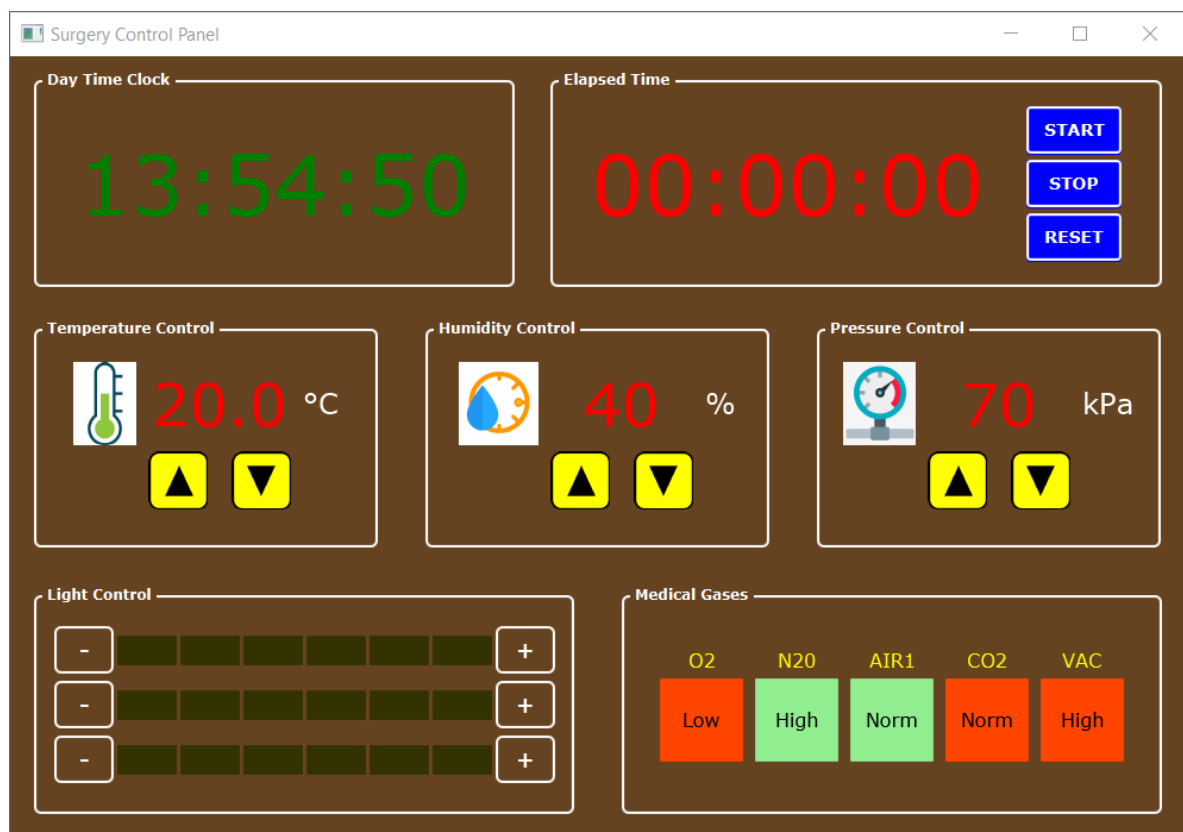 Surgery Control Panel
Day Time Clock
13:54:50
Elapsed Time
00:00:00
START
STOP
RESET
Temperature Control
20.0 °C
▲ ▼
Humidity Control
40 %
▲ ▼
Pressure Control
70 kPa
▲ ▼
Light Control
- +
- +
- +
Medical Gases
O2 N20 AIR1 CO2 VAC
Low High Norm Norm High